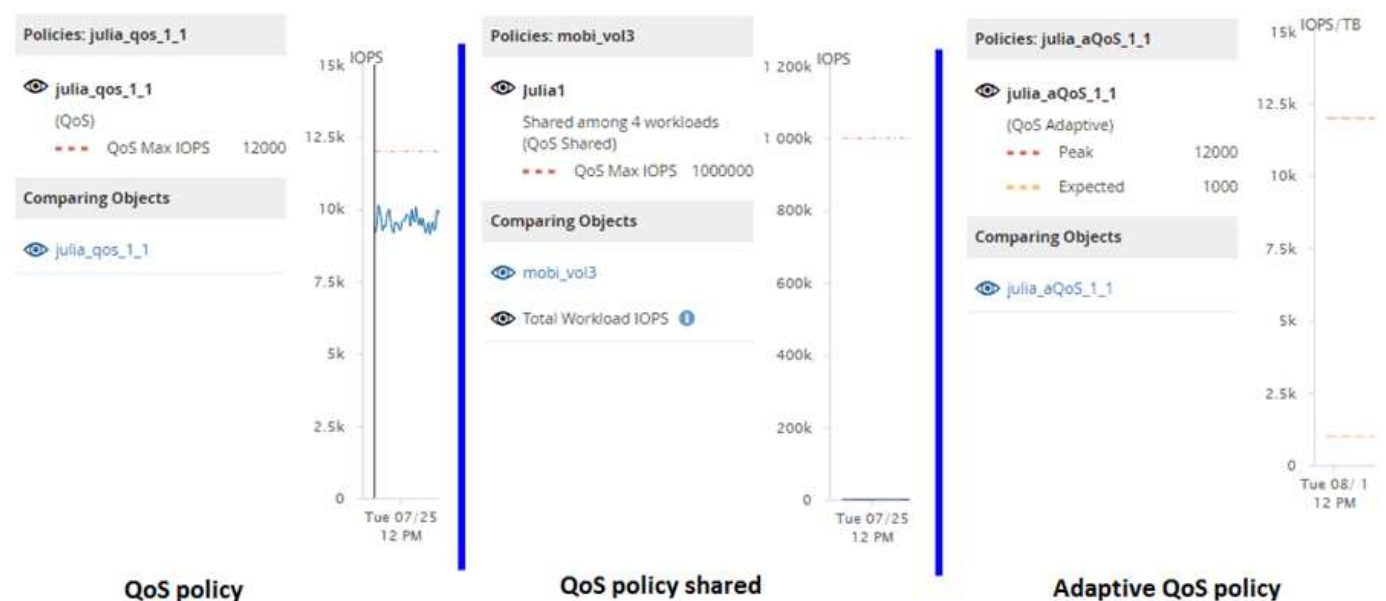 Policies: julia_qos_1_1
julia_qos_1_1
(QoS)
QoS Max IOPS 12000
Comparing Objects
julia_qos_1_1
IOPS
15k
12.5k
10k
7.5k
5k
2.5k
0
Tue 07/25
12 PM
QoS policy
Policies: mobi_vol3
Julia1
Shared among 4 workloads
(QoS Shared)
QoS Max IOPS 1000000
Comparing Objects
mobi_vol3
Total Workload IOPS i
IOPS
1 200k
1 000k
800k
600k
400k
200k
0
Tue 07/25
12 PM
QoS policy shared
Policies: julia_aQoS_1_1
julia_aQoS_1_1
(QoS Adaptive)
Peak 12000
Expected 1000
Comparing Objects
julia_aQoS_1_1
IOPS/TB
15k
12.5k
10k
7.5k
5k
2.5k
0
Tue 08/ 1
12 PM
Adaptive QoS policy